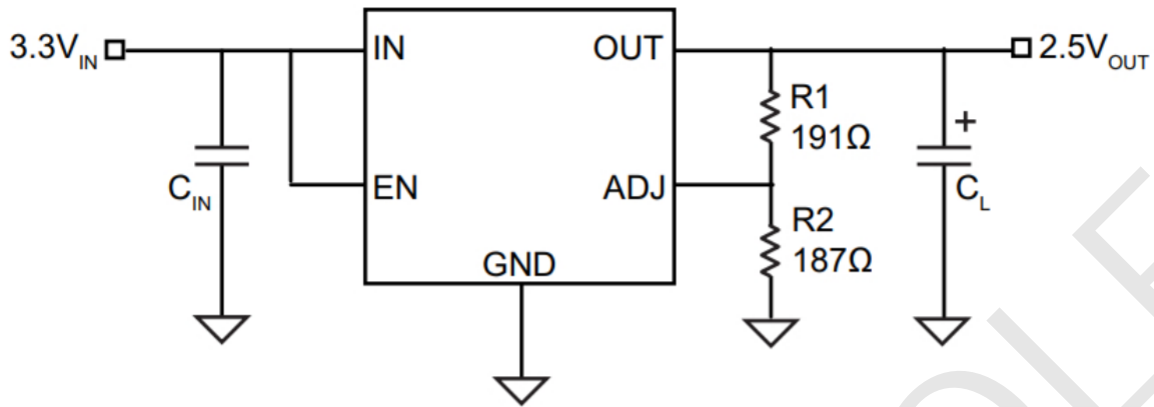 3.3V_IN
IN
OUT
2.5V_OUT
R1
191Ω
+
C_IN
EN
ADJ
C_L
R2
187Ω
GND